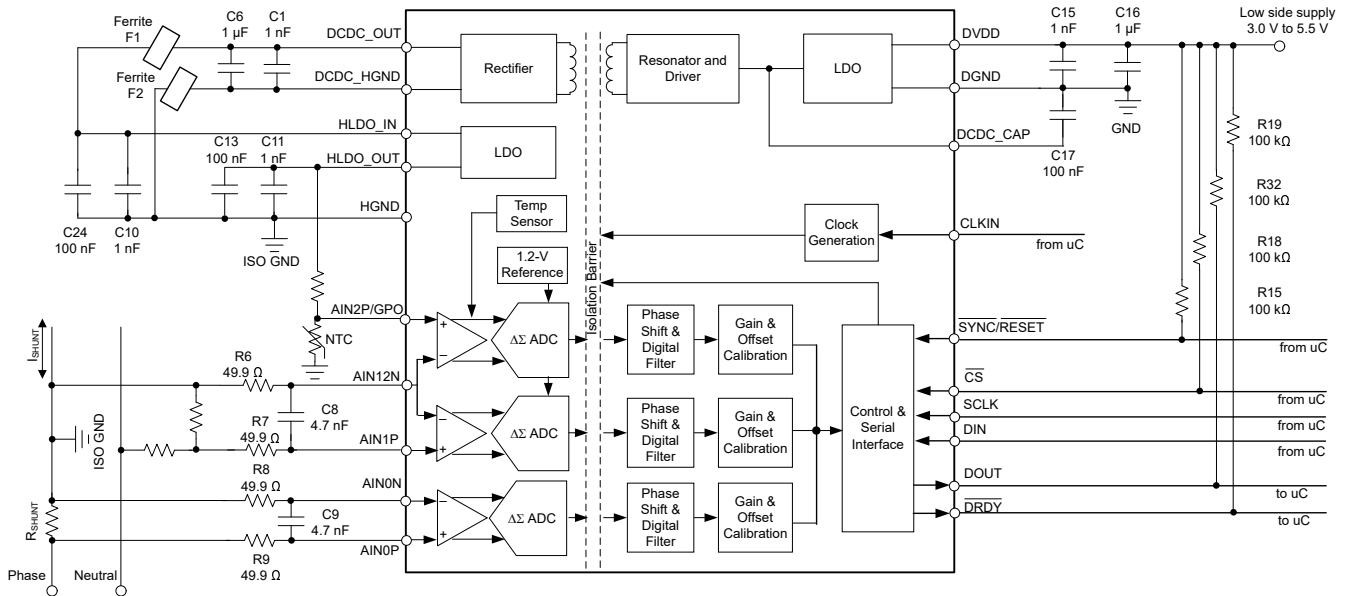 Ferrite
F1
C6
1 µF
C1
1 nF
DCDC_OUT
Ferrite
F2
DCDC_HGND
HLDO_IN
C13
100 nF
C11
1 nF
HLDO_OUT
HGND
C24
100 nF
C10
1 nF
ISO GND
Rectifier
LDO
Temp
Sensor
1.2-V
Reference
Isolation Barrier
Resonator and
Driver
LDO
DVDD
DGND
DCDC_CAP
C15
1 nF
C16
1 µF
Low side supply
3.0 V to 5.5 V
GND
C17
100 nF
R19
100 kΩ
R32
100 kΩ
R18
100 kΩ
R15
100 kΩ
Clock
Generation
CLKIN
from uC
AIN2P/GPO
NTC
ISHUNT
R6
49.9 Ω
AIN12N
C8
4.7 nF
R7
49.9 Ω
AIN1P
ISO GND
R8
49.9 Ω
AIN0N
C9
4.7 nF
RSHUNT
AIN0P
R9
49.9 Ω
Phase
Neutral
+
−
ΔΣ ADC
−
+
ΔΣ ADC
−
+
ΔΣ ADC
Phase
Shift &
Digital
Filter
Gain &
Offset
Calibration
Phase
Shift &
Digital
Filter
Gain &
Offset
Calibration
Phase
Shift &
Digital
Filter
Gain &
Offset
Calibration
Control &
Serial
Interface
SYNC/RESET
from uC
CS
from uC
SCLK
from uC
DIN
from uC
DOUT
to uC
DRDY
to uC